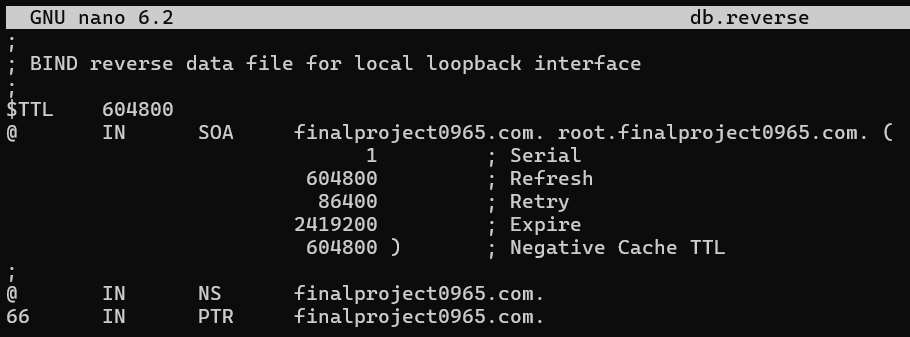 GNU nano 6.2 db.reverse
;
; BIND reverse data file for local loopback interface
;
$TTL 604800
@ IN SOA finalproject0965.com. root.finalproject0965.com. (
1 ; Serial
604800 ; Refresh
86400 ; Retry
2419200 ; Expire
604800 ) ; Negative Cache TTL
;
@ IN NS finalproject0965.com.
66 IN PTR finalproject0965.com.